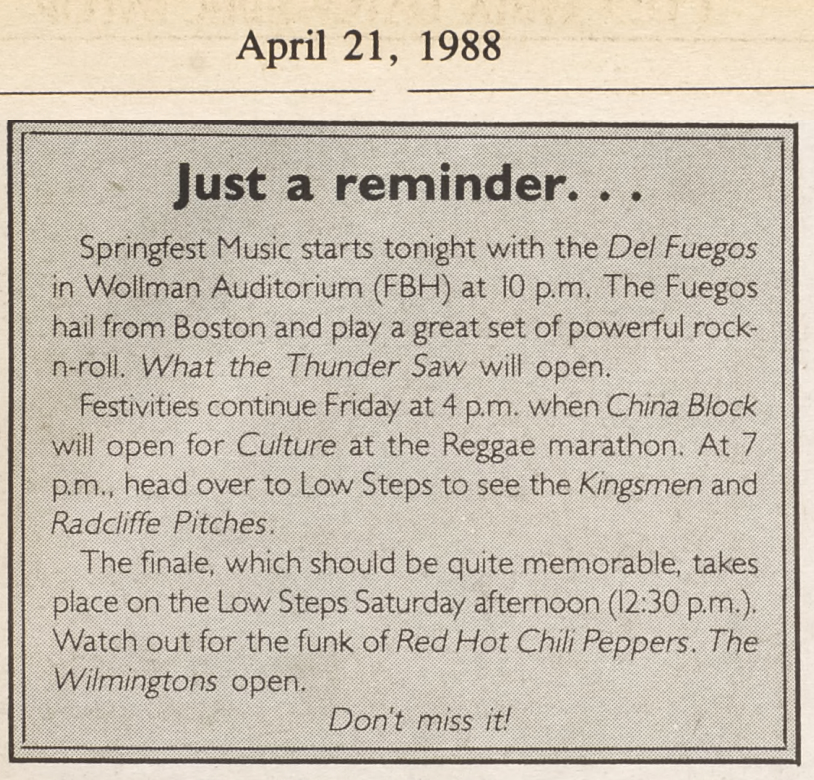 April 21, 1988
Just a reminder. . .
Springfest Music starts tonight with the Del Fuegos
in Wollman Auditorium (FBH) at 10 p.m. The Fuegos
hail from Boston and play a great set of powerful rock-
n-roll. What the Thunder Saw will open.
Festivities continue Friday at 4 p.m. when China Block
will open for Culture at the Reggae marathon. At 7
p.m., head over to Low Steps to see the Kingsmen and
Radcliffe Pitches.
The finale, which should be quite memorable, takes
place on the Low Steps Saturday afternoon (12:30 p.m.).
Watch out for the funk of Red Hot Chili Peppers. The
Wilmingtons open.
Don't miss it!